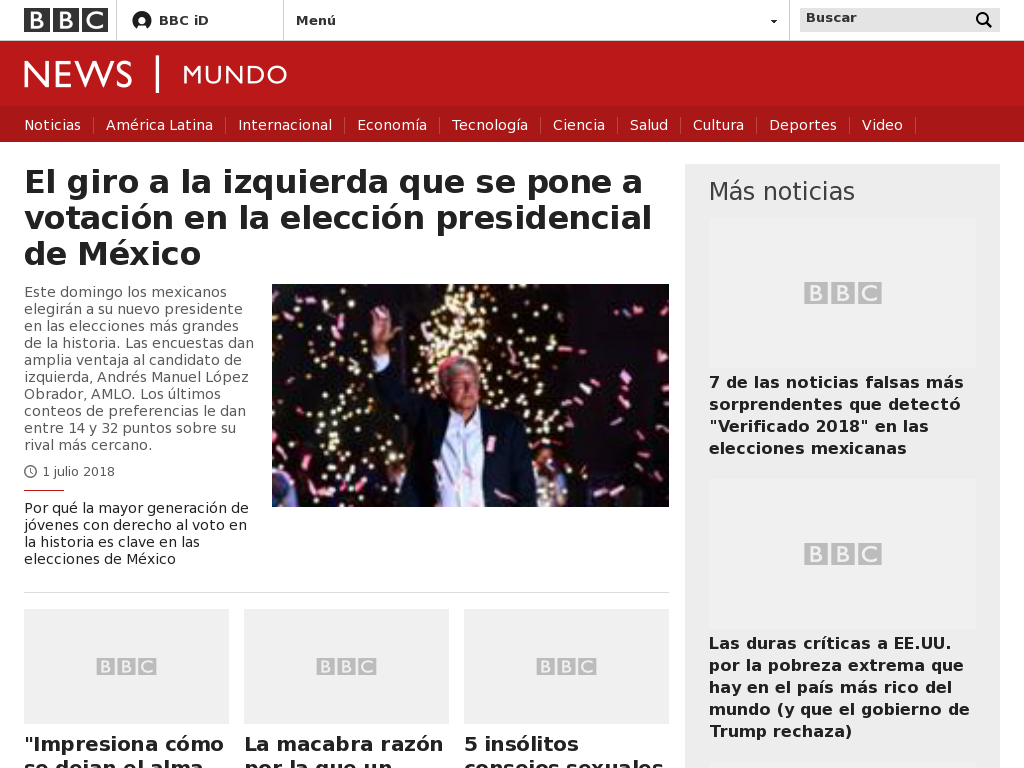 BBC
BBC iD
Menú
Buscar
NEWS | MUNDO
Noticias
América Latina
Internacional
Economía
Tecnología
Ciencia
Salud
Cultura
Deportes
Video
El giro a la izquierda que se pone a
votación en la elección presidencial
de México
Este domingo los mexicanos
elegirán a su nuevo presidente
en las elecciones más grandes
de la historia. Las encuestas dan
amplia ventaja al candidato de
izquierda, Andrés Manuel López
Obrador, AMLO. Los últimos
conteos de preferencias le dan
entre 14 y 32 puntos sobre su
rival más cercano.
1 julio 2018
Por qué la mayor generación de
jóvenes con derecho al voto en
la historia es clave en las
elecciones de México
BBC
"Impresiona cómo
se dejan el alma
BBC
La macabra razón
por la que un
BBC
5 insólitos
consejos sexuales
Más noticias
BBC
7 de las noticias falsas más
sorprendentes que detectó
"Verificado 2018" en las
elecciones mexicanas
BBC
Las duras críticas a EE.UU.
por la pobreza extrema que
hay en el país más rico del
mundo (y que el gobierno de
Trump rechaza)